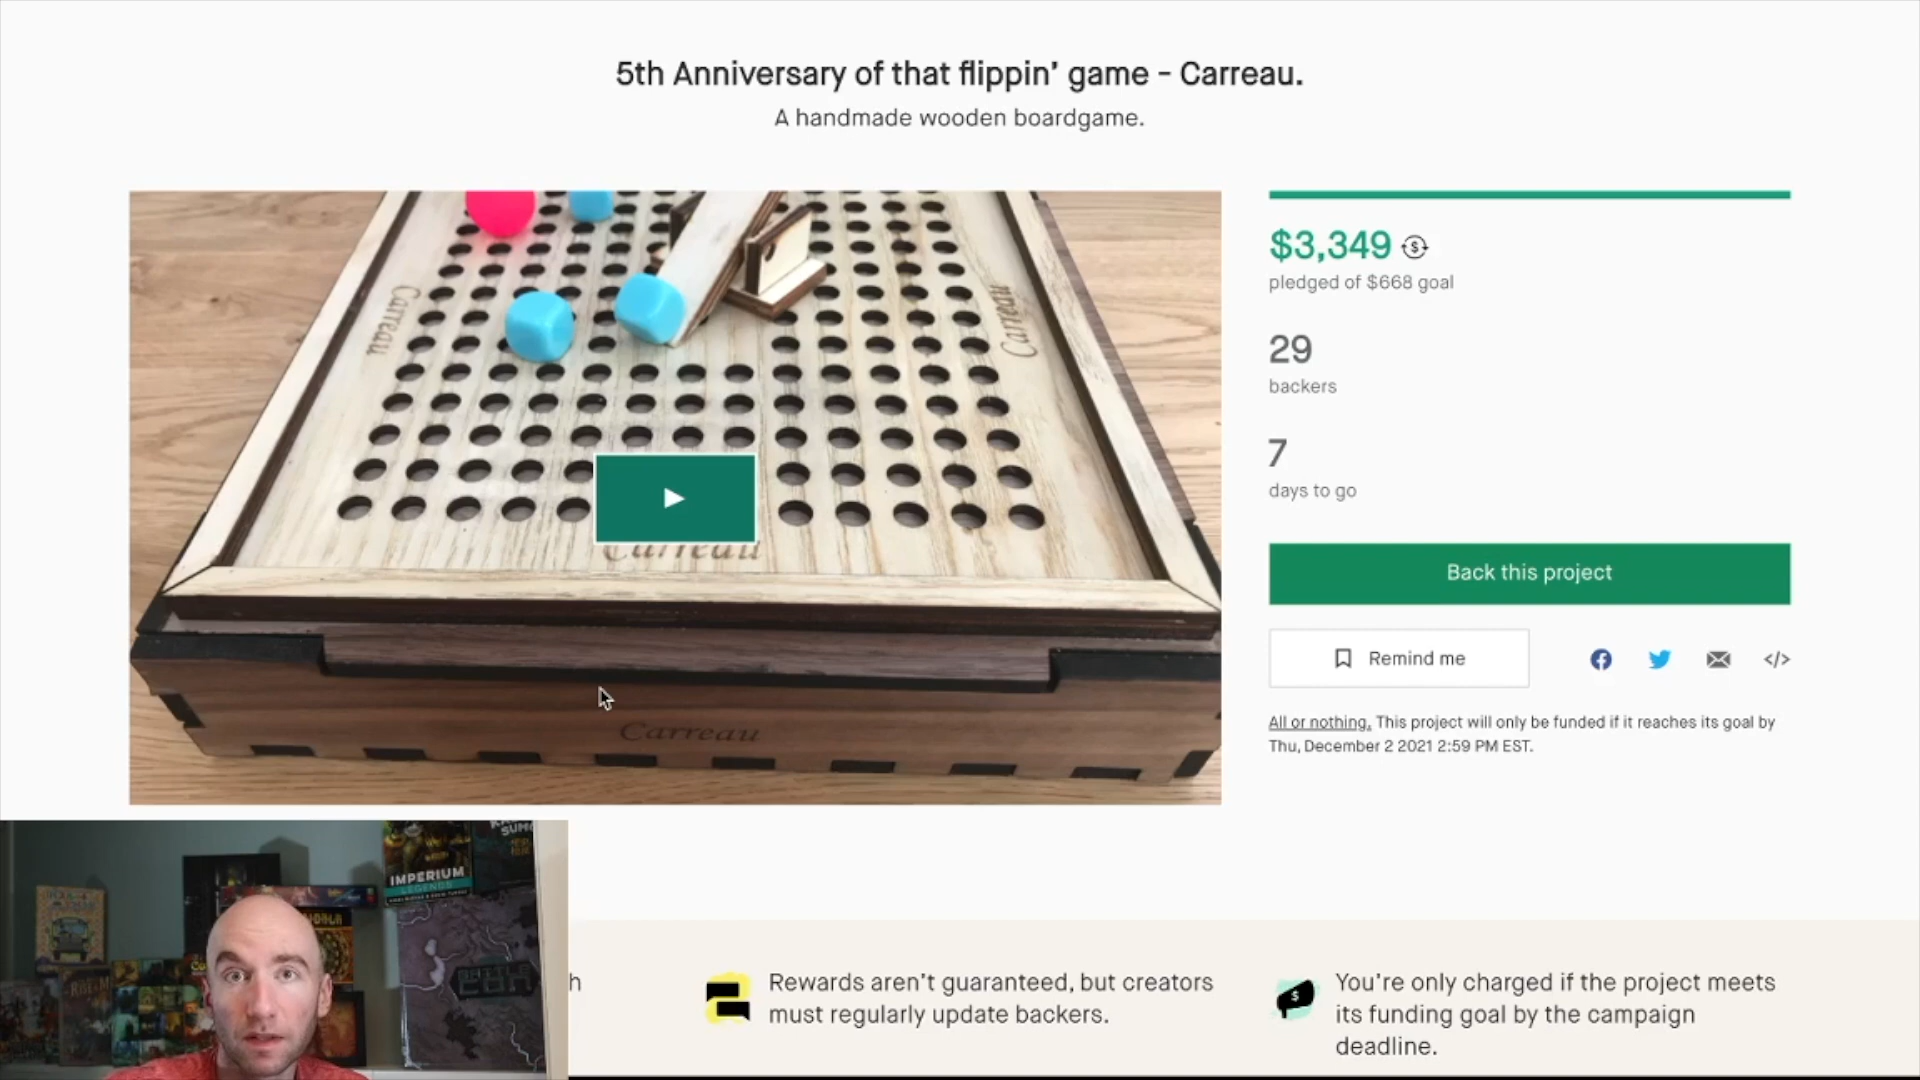 5th Anniversary of that flippin' game - Carreau.
A handmade wooden boardgame.
Carreau
Carreau
Carreau
Carreau
$3,349
pledged of $668 goal
29
backers
7
days to go
Back this project
Remind me
</>
All or nothing. This project will only be funded if it reaches its goal by
Thu, December 2 2021 2:59 PM EST.
IMPERIUM
LEGENDS
h
Rewards aren't guaranteed, but creators
must regularly update backers.
$
You're only charged if the project meets
its funding goal by the campaign
deadline.